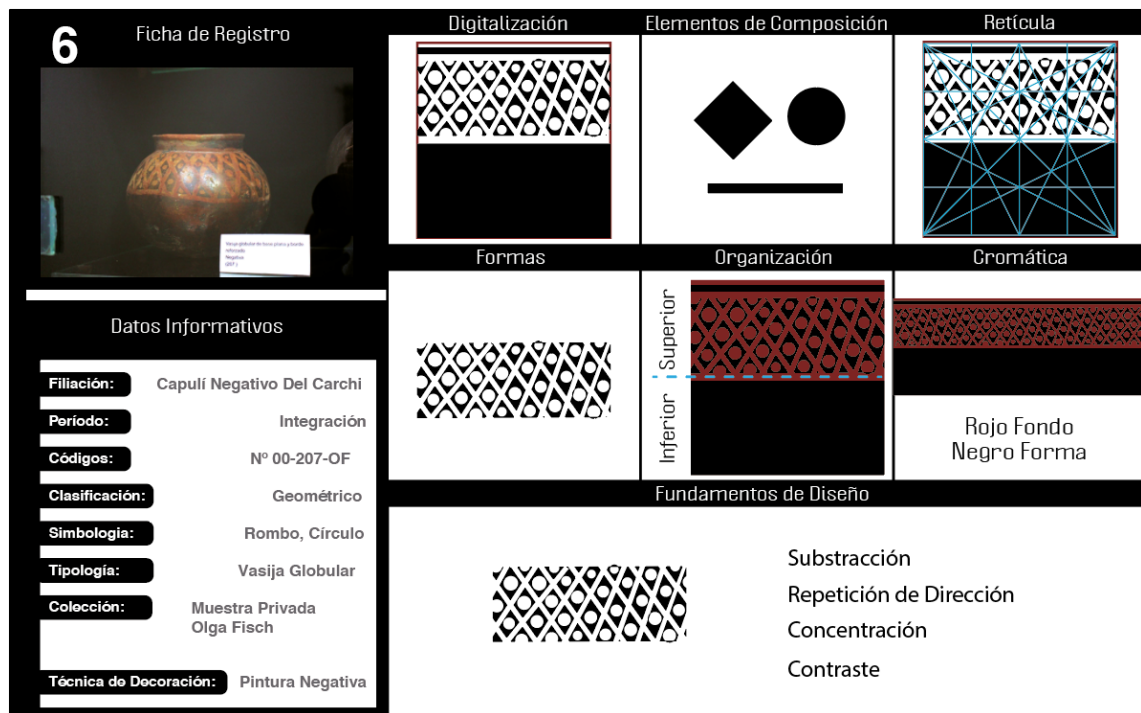 6
Ficha de Registro
Negativo
Datos Informativos
Filiación: Capulí Negativo Del Carchi
Período: Integración
Códigos: Nº 00-207-OF
Clasificación: Geométrico
Simbologia: Rombo, Círculo
Tipología: Vasija Globular
Colección: Muestra Privada
Olga Fisch
Técnica de Decoración: Pintura Negativa
Digitalización
Elementos de Composición
Retícula
Formas
Organización
Superior
Inferior
Cromática
Rojo Fondo
Negro Forma
Fundamentos de Diseño
Substracción
Repetición de Dirección
Concentración
Contraste